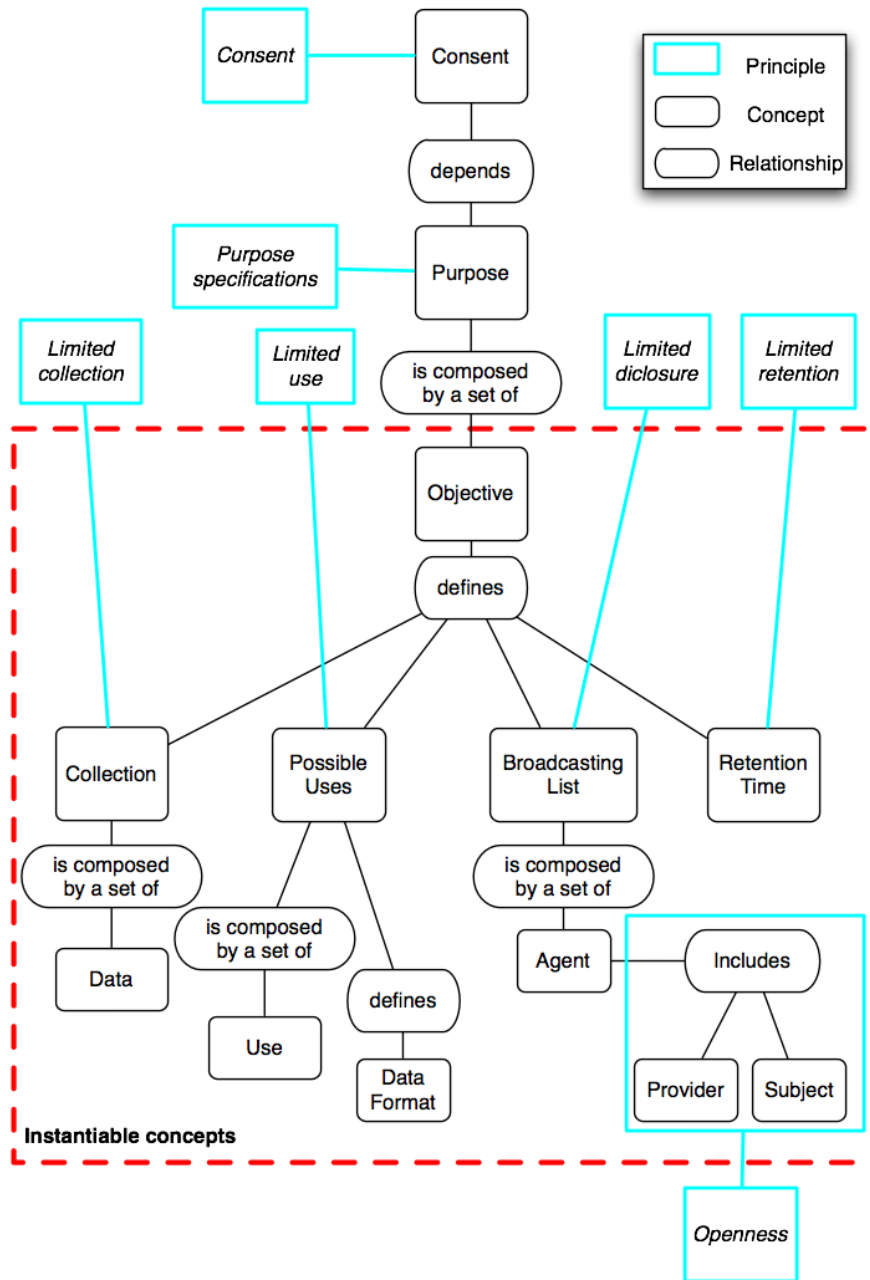 Consent
Consent
Principle
Concept
Relationship
depends
Purpose
specifications
Purpose
Limited
collection
Limited
use
is composed
by a set of
Limited
diclosure
Limited
retention
Objective
defines
Collection
Possible
Uses
Broadcasting
List
Retention
Time
is composed
by a set of
is composed
by a set of
is composed
by a set of
Data
Agent
Includes
defines
Use
Data
Format
Provider
Subject
Instantiable concepts
Openness